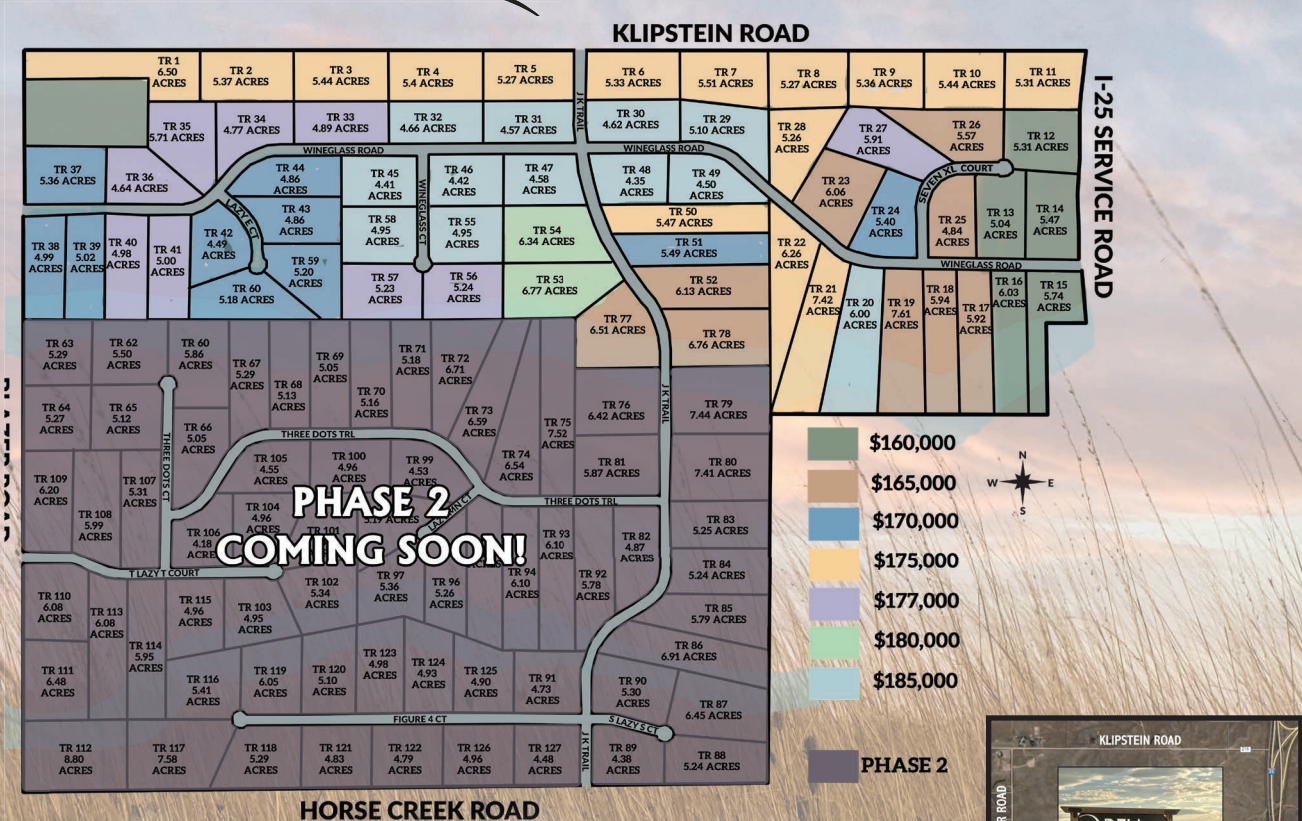 KLIPSTEIN ROAD
I-25 SERVICE ROAD
TR 1
6.50
ACRES
TR 2
5.37 ACRES
TR 3
5.44 ACRES
TR 4
5.4 ACRES
TR 5
5.27 ACRES
TR 6
5.33 ACRES
TR 7
5.51 ACRES
TR 8
5.27 ACRES
TR 9
5.36 ACRES
TR 10
5.44 ACRES
TR 11
5.31 ACRES
J K TRAIL
TR 35
5.71 ACRES
TR 34
4.77 ACRES
TR 33
4.89 ACRES
TR 32
4.66 ACRES
TR 31
4.57 ACRES
TR 30
4.62 ACRES
TR 29
5.10 ACRES
TR 28
5.26
ACRES
TR 27
5.91
ACRES
TR 26
5.57
ACRES
TR 12
5.31 ACRES
WINEGLASS ROAD
WINEGLASS ROAD
SEVEN XL COURT
TR 37
5.36 ACRES
TR 36
4.64 ACRES
TR 44
4.86
ACRES
TR 45
4.41
ACRES
WINEGLASS CT
TR 46
4.42
ACRES
TR 47
4.58
ACRES
TR 48
4.35
ACRES
TR 49
4.50
ACRES
TR 23
6.06
ACRES
TR 24
5.40
ACRES
TR 25
4.84
ACRES
TR 13
5.04
ACRES
TR 14
5.47
ACRES
LAZY E CT
TR 43
4.86
ACRES
TR 58
4.95
ACRES
TR 55
4.95
ACRES
TR 54
6.34 ACRES
TR 50
5.47 ACRES
TR 51
5.49 ACRES
TR 38
4.99
ACRES
TR 39
5.02
ACRES
TR 40
4.98
ACRES
TR 41
5.00
ACRES
TR 42
4.49
ACRES
TR 59
5.20
ACRES
TR 60
5.18 ACRES
TR 57
5.23
ACRES
TR 56
5.24
ACRES
TR 53
6.77 ACRES
TR 52
6.13 ACRES
TR 22
6.26
ACRES
WINEGLASS ROAD
TR 21
7.42
ACRES
TR 20
6.00
ACRES
TR 19
7.61
ACRES
TR 18
5.94
ACRES
TR 17
5.92
ACRES
TR 16
6.03
ACRES
TR 15
5.74
ACRES
TR 77
6.51 ACRES
TR 78
6.76 ACRES
TR 63
5.29
ACRES
TR 62
5.50
ACRES
TR 60
5.86
ACRES
TR 67
5.29
ACRES
TR 68
5.13
ACRES
TR 69
5.05
ACRES
TR 70
5.16
ACRES
TR 71
5.18
ACRES
TR 72
6.71
ACRES
TR 73
6.59
ACRES
TR 74
6.54
ACRES
TR 75
7.52
ACRES
TR 76
6.42 ACRES
J K TRAIL
TR 79
7.44 ACRES
TR 64
5.27
ACRES
TR 65
5.12
ACRES
THREE DOTS CT
TR 66
5.05
ACRES
THREE DOTS TRL
TR 109
6.20
ACRES
TR 108
5.99
ACRES
TR 107
5.31
ACRES
TR 105
4.55
ACRES
TR 100
4.96
ACRES
TR 99
4.53
ACRES
TR 81
5.87 ACRES
TR 80
7.41 ACRES
THREE DOTS TRL
TR 104
4.96
ACRES
TR 106
4.18
ACRES
PHASE 2
COMING SOON!
TR 93
6.10
ACRES
TR 82
4.87
ACRES
TR 83
5.25 ACRES
T LAZY T COURT
TR 102
5.34
ACRES
TR 97
5.36
ACRES
TR 96
5.26
ACRES
TR 94
6.10
ACRES
TR 92
5.78
ACRES
TR 84
5.24 ACRES
TR 110
6.08
ACRES
TR 113
6.08
ACRES
TR 115
4.96
ACRES
TR 103
4.95
ACRES
TR 85
5.79 ACRES
TR 111
6.48
ACRES
TR 114
5.95
ACRES
TR 116
5.41
ACRES
TR 119
6.05
ACRES
TR 120
5.10
ACRES
TR 123
4.98
ACRES
TR 124
4.93
ACRES
TR 125
4.90
ACRES
TR 91
4.73
ACRES
TR 90
5.30
ACRES
TR 86
6.91 ACRES
TR 87
6.45 ACRES
FIGURE 4 CT
S LAZY S CT
TR 112
8.80
ACRES
TR 117
7.58
ACRES
TR 118
5.29
ACRES
TR 121
4.83
ACRES
TR 122
4.79
ACRES
TR 126
4.96
ACRES
TR 127
4.48
ACRES
J K TRAIL
TR 89
4.38
ACRES
TR 88
5.24 ACRES
HORSE CREEK ROAD
$160,000
$165,000
$170,000
$175,000
$177,000
$180,000
$185,000
PHASE 2
N
W E
S
KLIPSTEIN ROAD